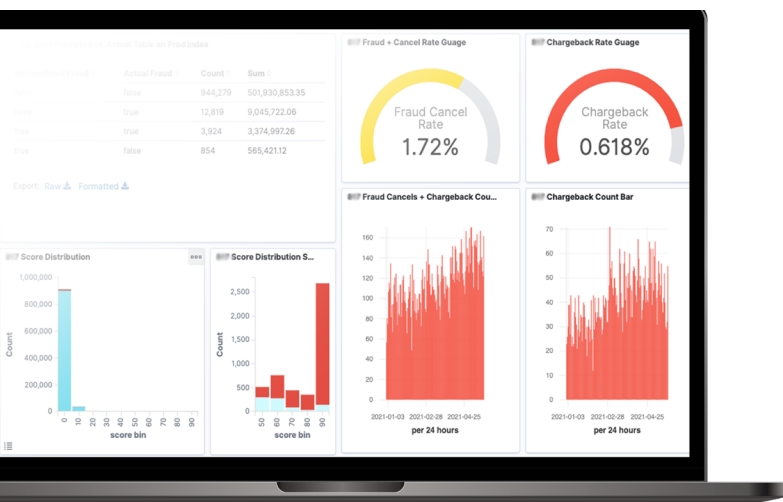 Fraud + Cancel Rate Guage
Chargeback Rate Guage
Actual Fraud
Count
Sum
false
944,279
501,930,853.35
true
12,819
9,045,722.06
true
3,924
3,374,997.26
false
854
565,421.12
Export: Raw Formatted
Fraud Cancel
Rate
1.72%
Chargeback
Rate
0.618%
Fraud Cancels + Chargeback Cou...
Chargeback Count Bar
160
140
120
100
80
60
40
20
0
2021-01-03 2021-02-28 2021-04-25
per 24 hours
70
60
50
40
30
20
10
0
2021-01-03 2021-02-28 2021-04-25
per 24 hours
Score Distribution
1,000,000
800,000
600,000
400,000
200,000
0
Count
0 10 20 30 40 50 60 70 80 90
score bin
Score Distribution S...
2,500
2,000
1,500
1,000
500
0
Count
50 60 70 80 90
score bin